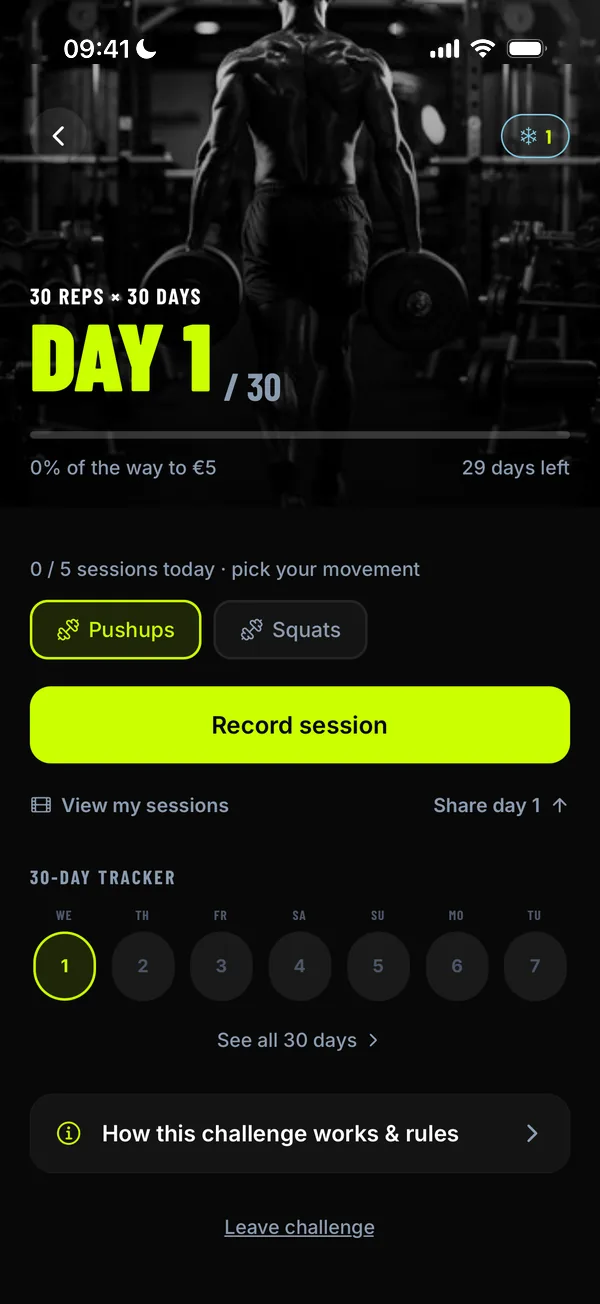 09:41
1
30 REPS × 30 DAYS
DAY 1 / 30
0% of the way to €5
29 days left
0 / 5 sessions today · pick your movement
Pushups
Squats
Record session
View my sessions
Share day 1 ↑
30-DAY TRACKER
WE TH FR SA SU MO TU
1 2 3 4 5 6 7
See all 30 days >
How this challenge works & rules
Leave challenge